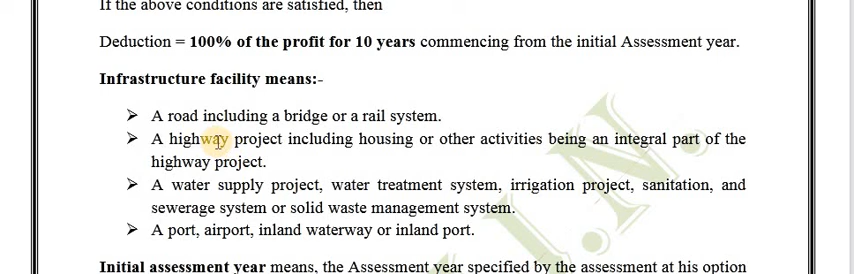 If the above conditions are satisfied, then
Deduction = 100% of the profit for 10 years commencing from the initial Assessment year.
Infrastructure facility means:-
➢ A road including a bridge or a rail system.
➢ A highway project including housing or other activities being an integral part of the
highway project.
➢ A water supply project, water treatment system, irrigation project, sanitation, and
sewerage system or solid waste management system.
➢ A port, airport, inland waterway or inland port.
Initial assessment year means, the Assessment year specified by the assessment at his option